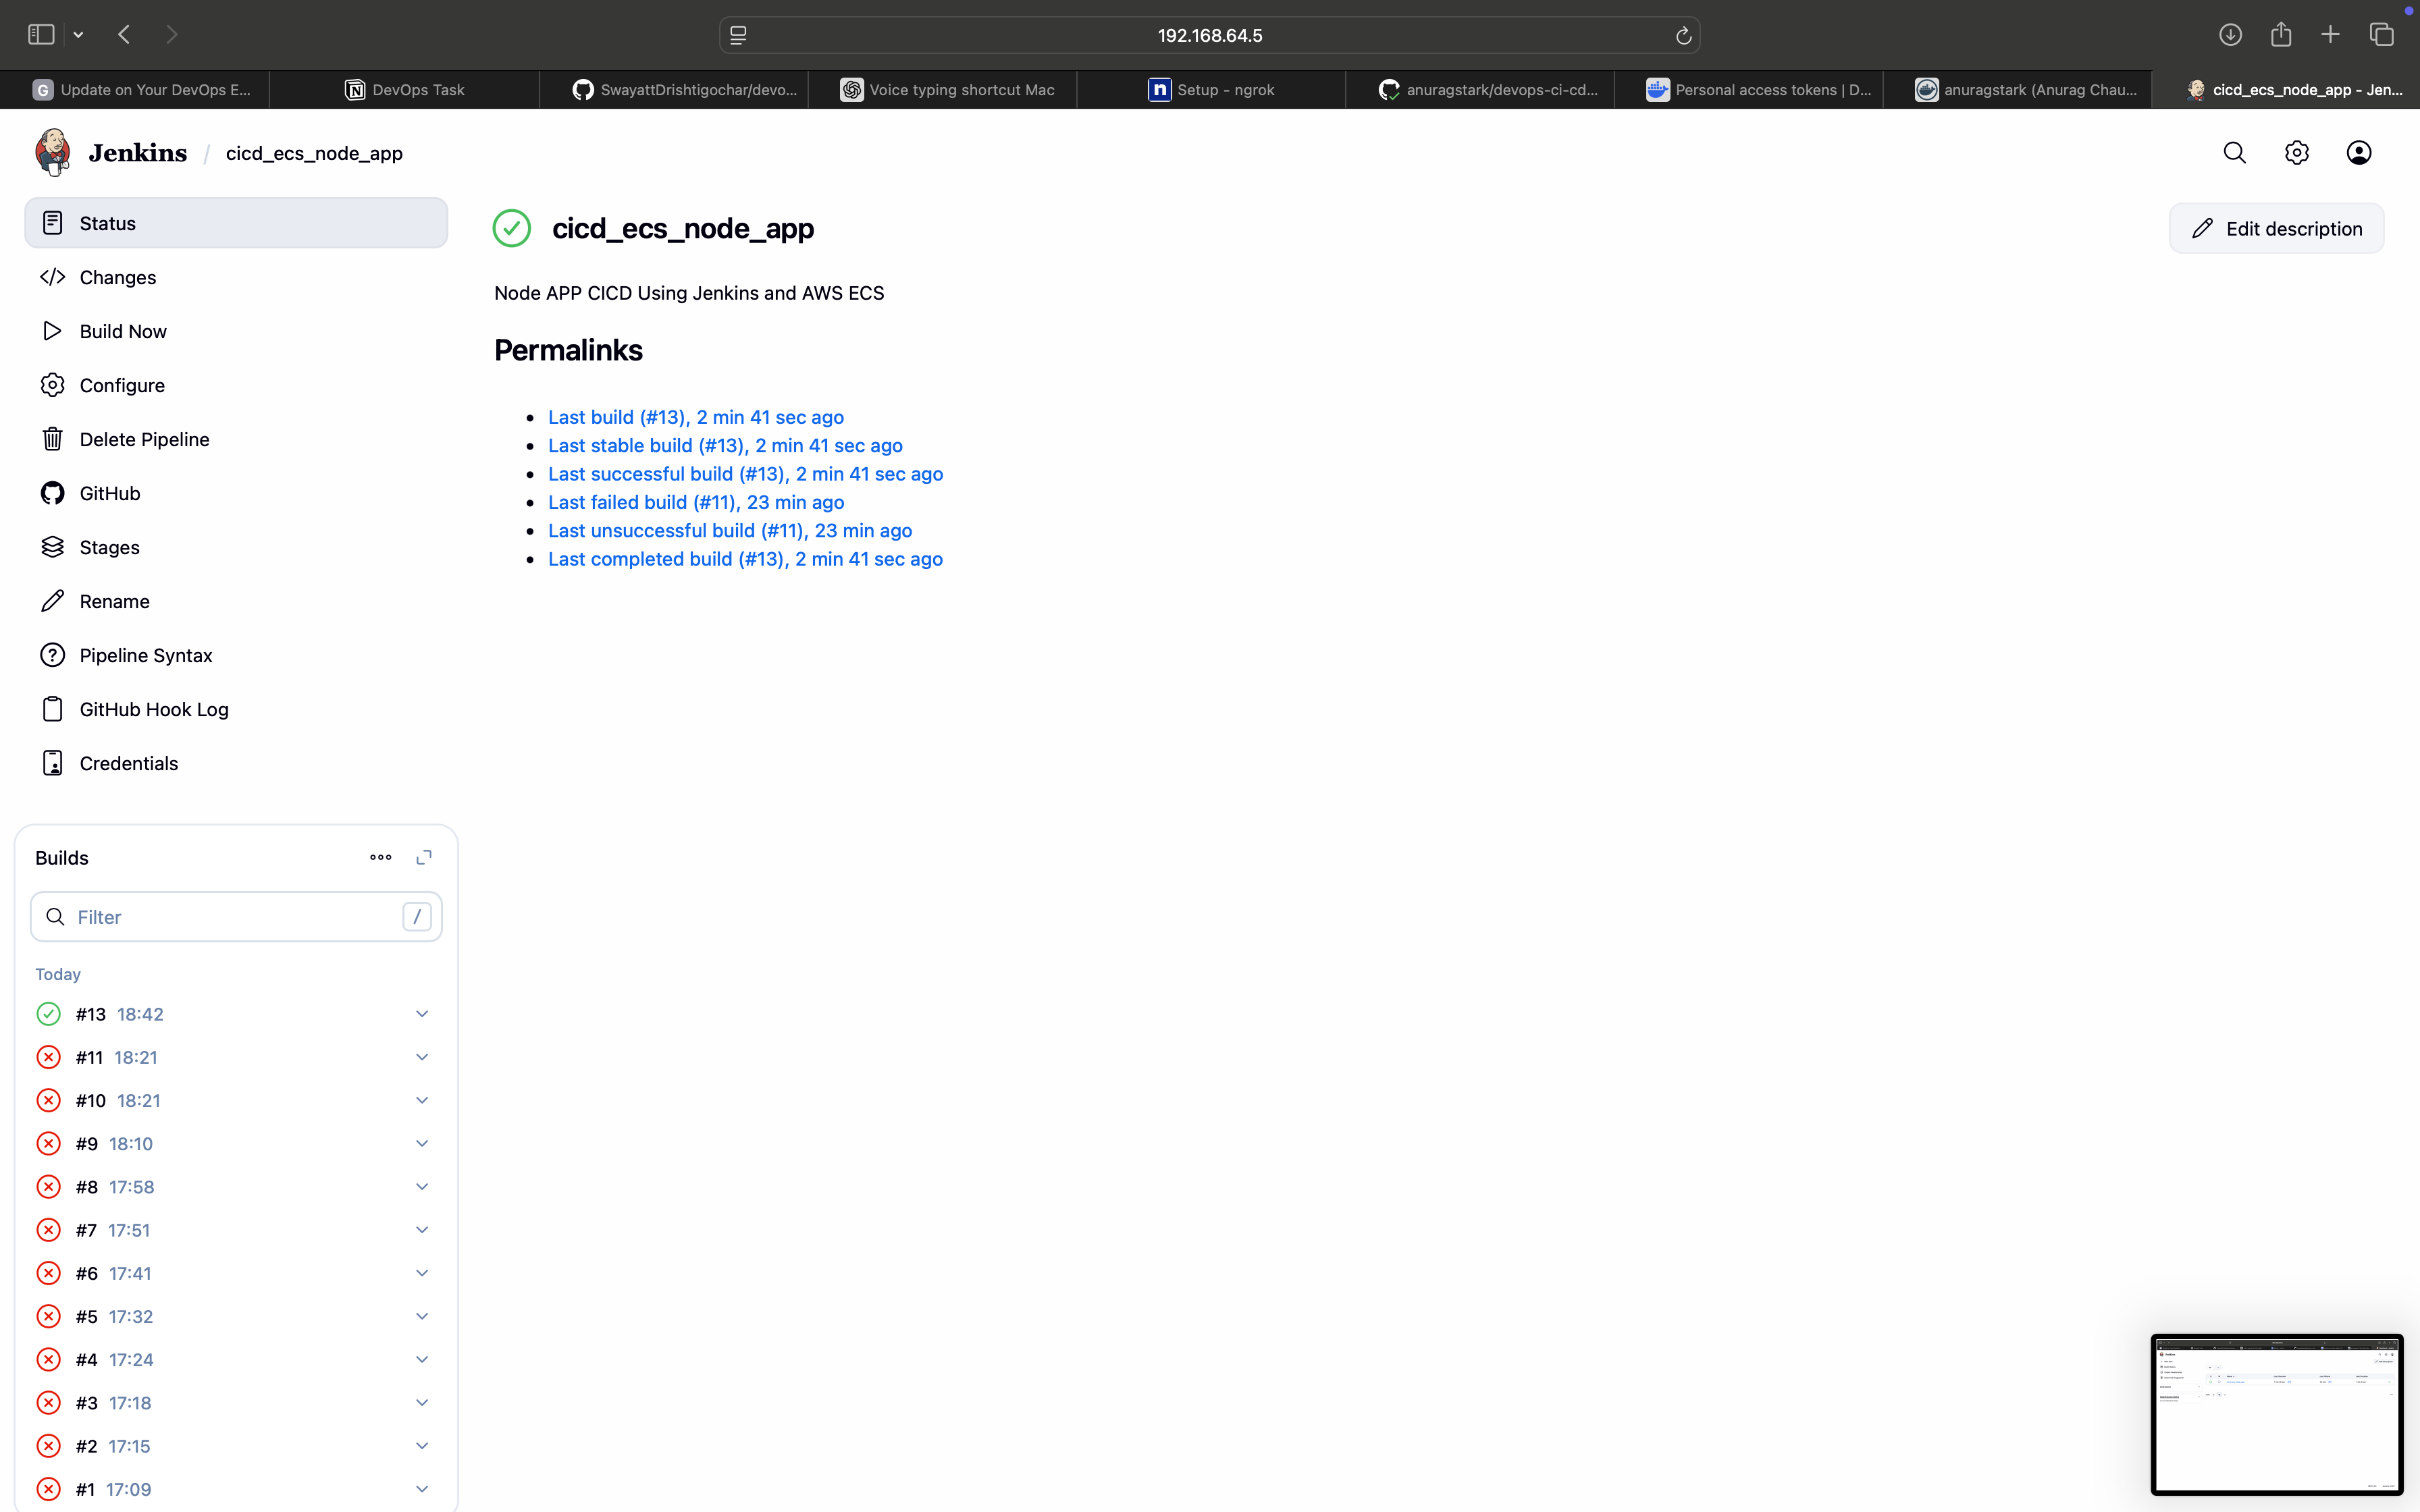 192.168.64.5
G Update on Your DevOps E...
DevOps Task
SwayattDrishtigochar/devo...
Voice typing shortcut Mac
n Setup - ngrok
anuragstark/devops-ci-cd...
Personal access tokens | D...
anuragstark (Anurag Chau...
cicd_ecs_node_app - Jen...
Jenkins / cicd_ecs_node_app
Status
Changes
Build Now
Configure
Delete Pipeline
GitHub
Stages
Rename
Pipeline Syntax
GitHub Hook Log
Credentials
cicd_ecs_node_app
Edit description
Node APP CICD Using Jenkins and AWS ECS
Permalinks
Last build (#13), 2 min 41 sec ago
Last stable build (#13), 2 min 41 sec ago
Last successful build (#13), 2 min 41 sec ago
Last failed build (#11), 23 min ago
Last unsuccessful build (#11), 23 min ago
Last completed build (#13), 2 min 41 sec ago
Builds
Filter /
Today
#13 18:42
#11 18:21
#10 18:21
#9 18:10
#8 17:58
#7 17:51
#6 17:41
#5 17:32
#4 17:24
#3 17:18
#2 17:15
#1 17:09